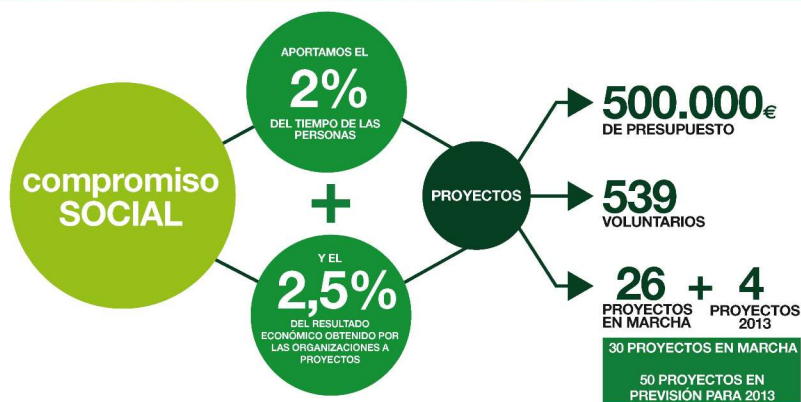 compromiso
SOCIAL
APORTAMOS EL
2%
DEL TIEMPO DE LAS
PERSONAS
+
Y EL
2,5%
DEL RESULTADO
ECONÓMICO OBTENIDO POR
LAS ORGANIZACIONES A
PROYECTOS
PROYECTOS
500.000€
DE PRESUPUESTO
539
VOLUNTARIOS
26 + 4
PROYECTOS PROYECTOS
EN MARCHA 2013
30 PROYECTOS EN MARCHA
50 PROYECTOS EN
PREVISIÓN PARA 2013